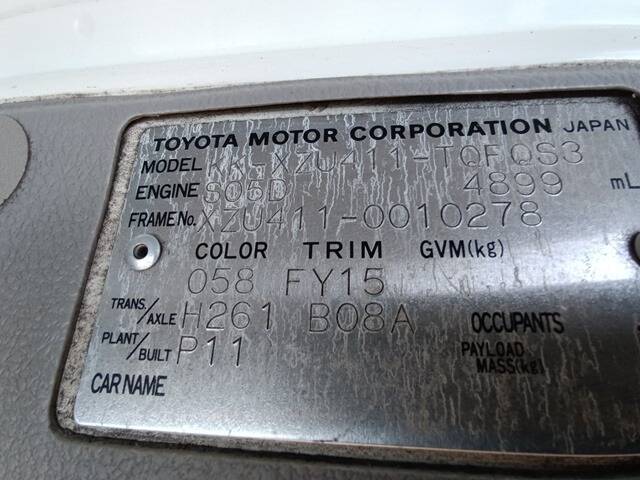 TOYOTA MOTOR CORPORATION JAPAN
MODEL KK-XZU411-TQFQS3
ENGINE S05D 4899 mL
FRAME No. XZU411-0010278
COLOR TRIM GVM(kg)
058 FY15
TRANS./AXLE H261 B08A OCCUPANTS
PLANT/BUILT P11 PAYLOAD MASS(kg)
CAR NAME